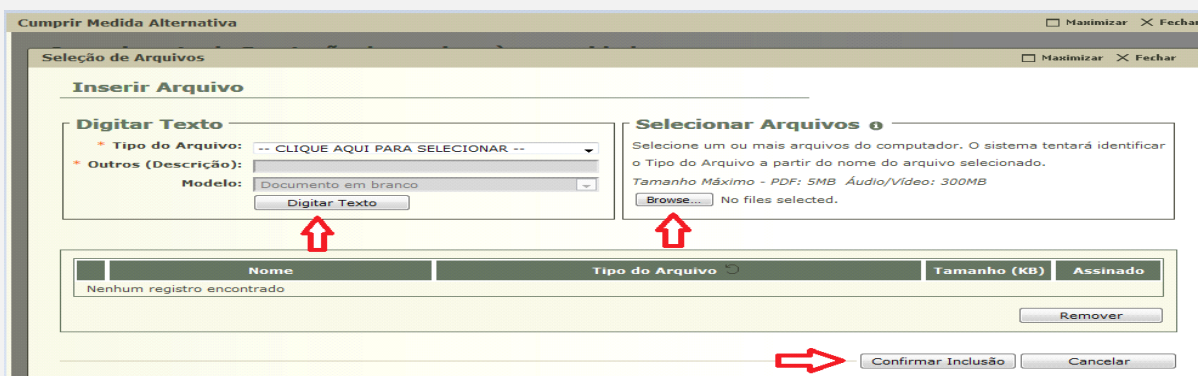 Cumprir Medida Alternativa
Maximizar
Fechar
Seleção de Arquivos
Maximizar
Fechar
Inserir Arquivo
Digitar Texto
* Tipo do Arquivo: -- CLIQUE AQUI PARA SELECIONAR --
* Outros (Descrição):
Modelo: Documento em branco
Digitar Texto
Selecionar Arquivos
Selecione um ou mais arquivos do computador. O sistema tentará identificar
o Tipo do Arquivo a partir do nome do arquivo selecionado.
Tamanho Máximo - PDF: 5MB Áudio/Vídeo: 300MB
Browse... No files selected.
Nome Tipo do Arquivo Tamanho (KB) Assinado
Nenhum registro encontrado
Remover
Confirmar Inclusão Cancelar